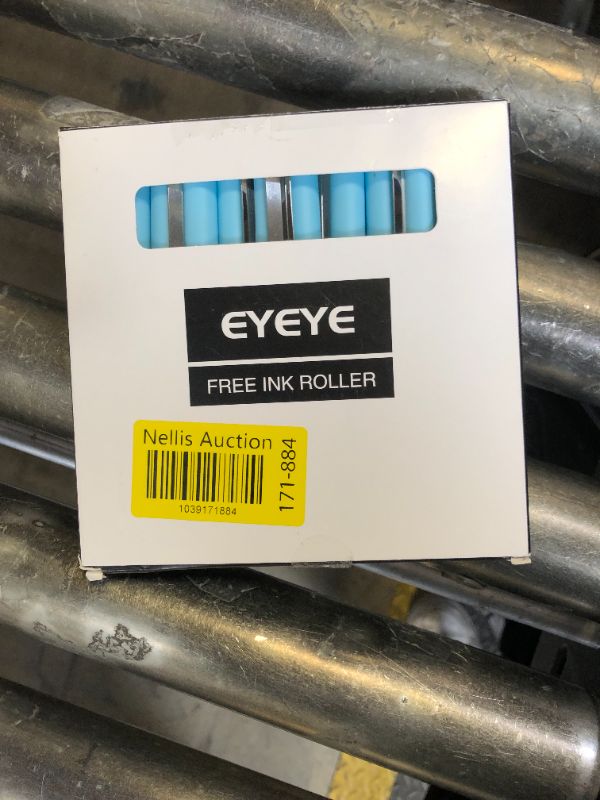 EYEYE
FREE INK ROLLER
Nellis Auction
1039171884
171-884